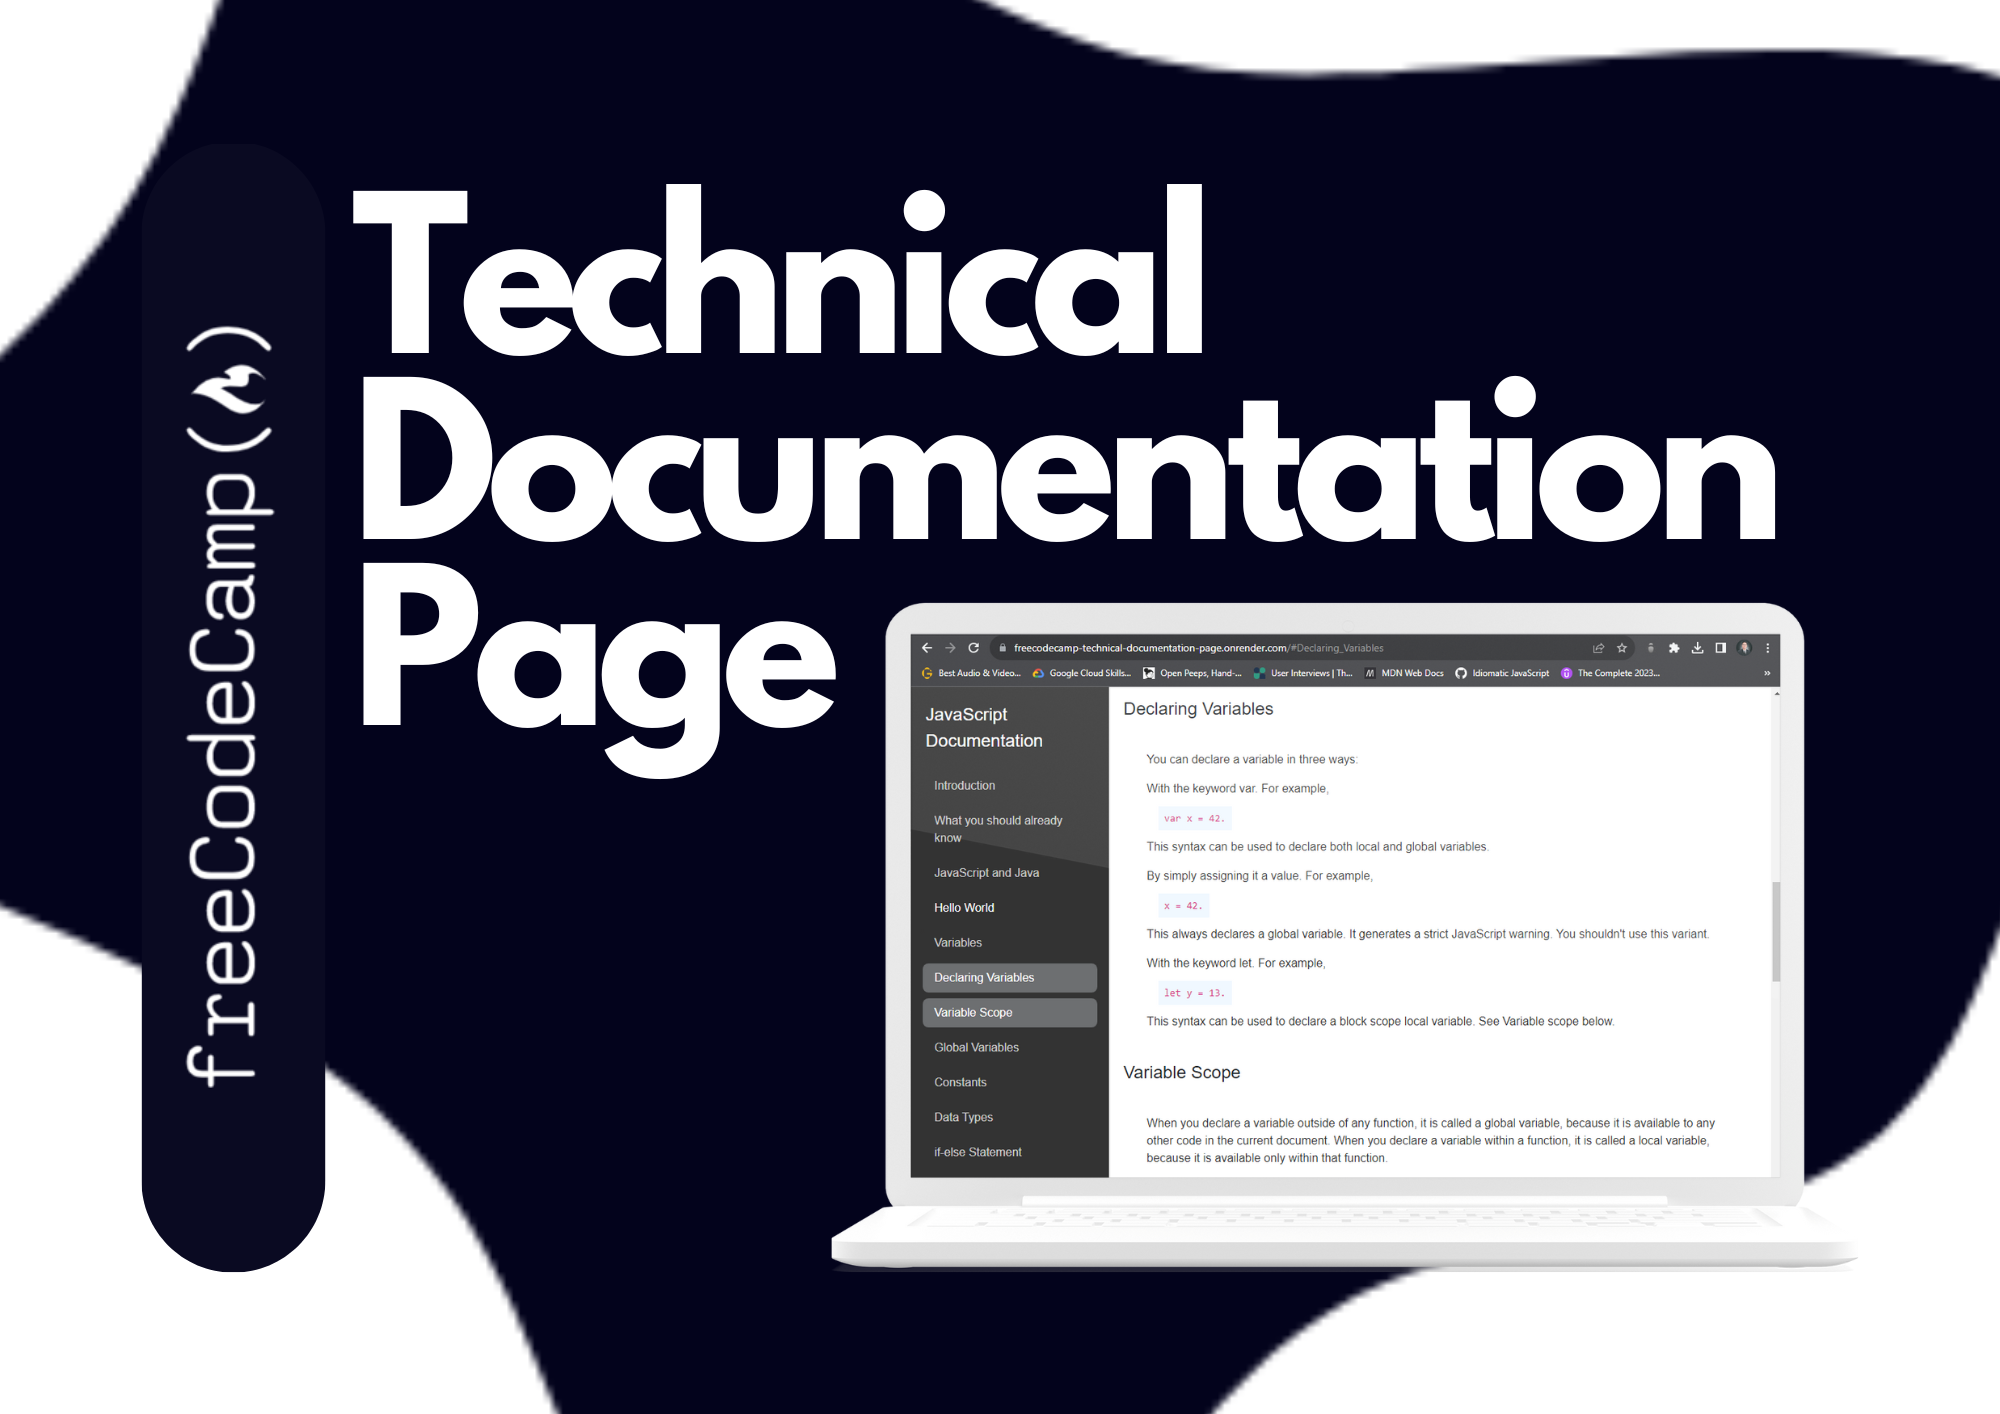 freeCodeCamp
Technical
Documentation
Page
freecodecamp-technical-documentation-page.onrender.com/#Declaring_Variables
Best Audio & Video...
Google Cloud Skills...
Open Peeps, Hand-...
User Interviews | Th...
MDN Web Docs
Idiomatic JavaScript
The Complete 2023...
JavaScript
Documentation
Introduction
What you should already
know
JavaScript and Java
Hello World
Variables
Declaring Variables
Variable Scope
Global Variables
Constants
Data Types
if-else Statement
Declaring Variables
You can declare a variable in three ways:
With the keyword var. For example,
var x = 42.
This syntax can be used to declare both local and global variables.
By simply assigning it a value. For example,
x = 42.
This always declares a global variable. It generates a strict JavaScript warning. You shouldn't use this variant.
With the keyword let. For example,
let y = 13.
This syntax can be used to declare a block scope local variable. See Variable scope below.
Variable Scope
When you declare a variable outside of any function, it is called a global variable, because it is available to any
other code in the current document. When you declare a variable within a function, it is called a local variable,
because it is available only within that function.